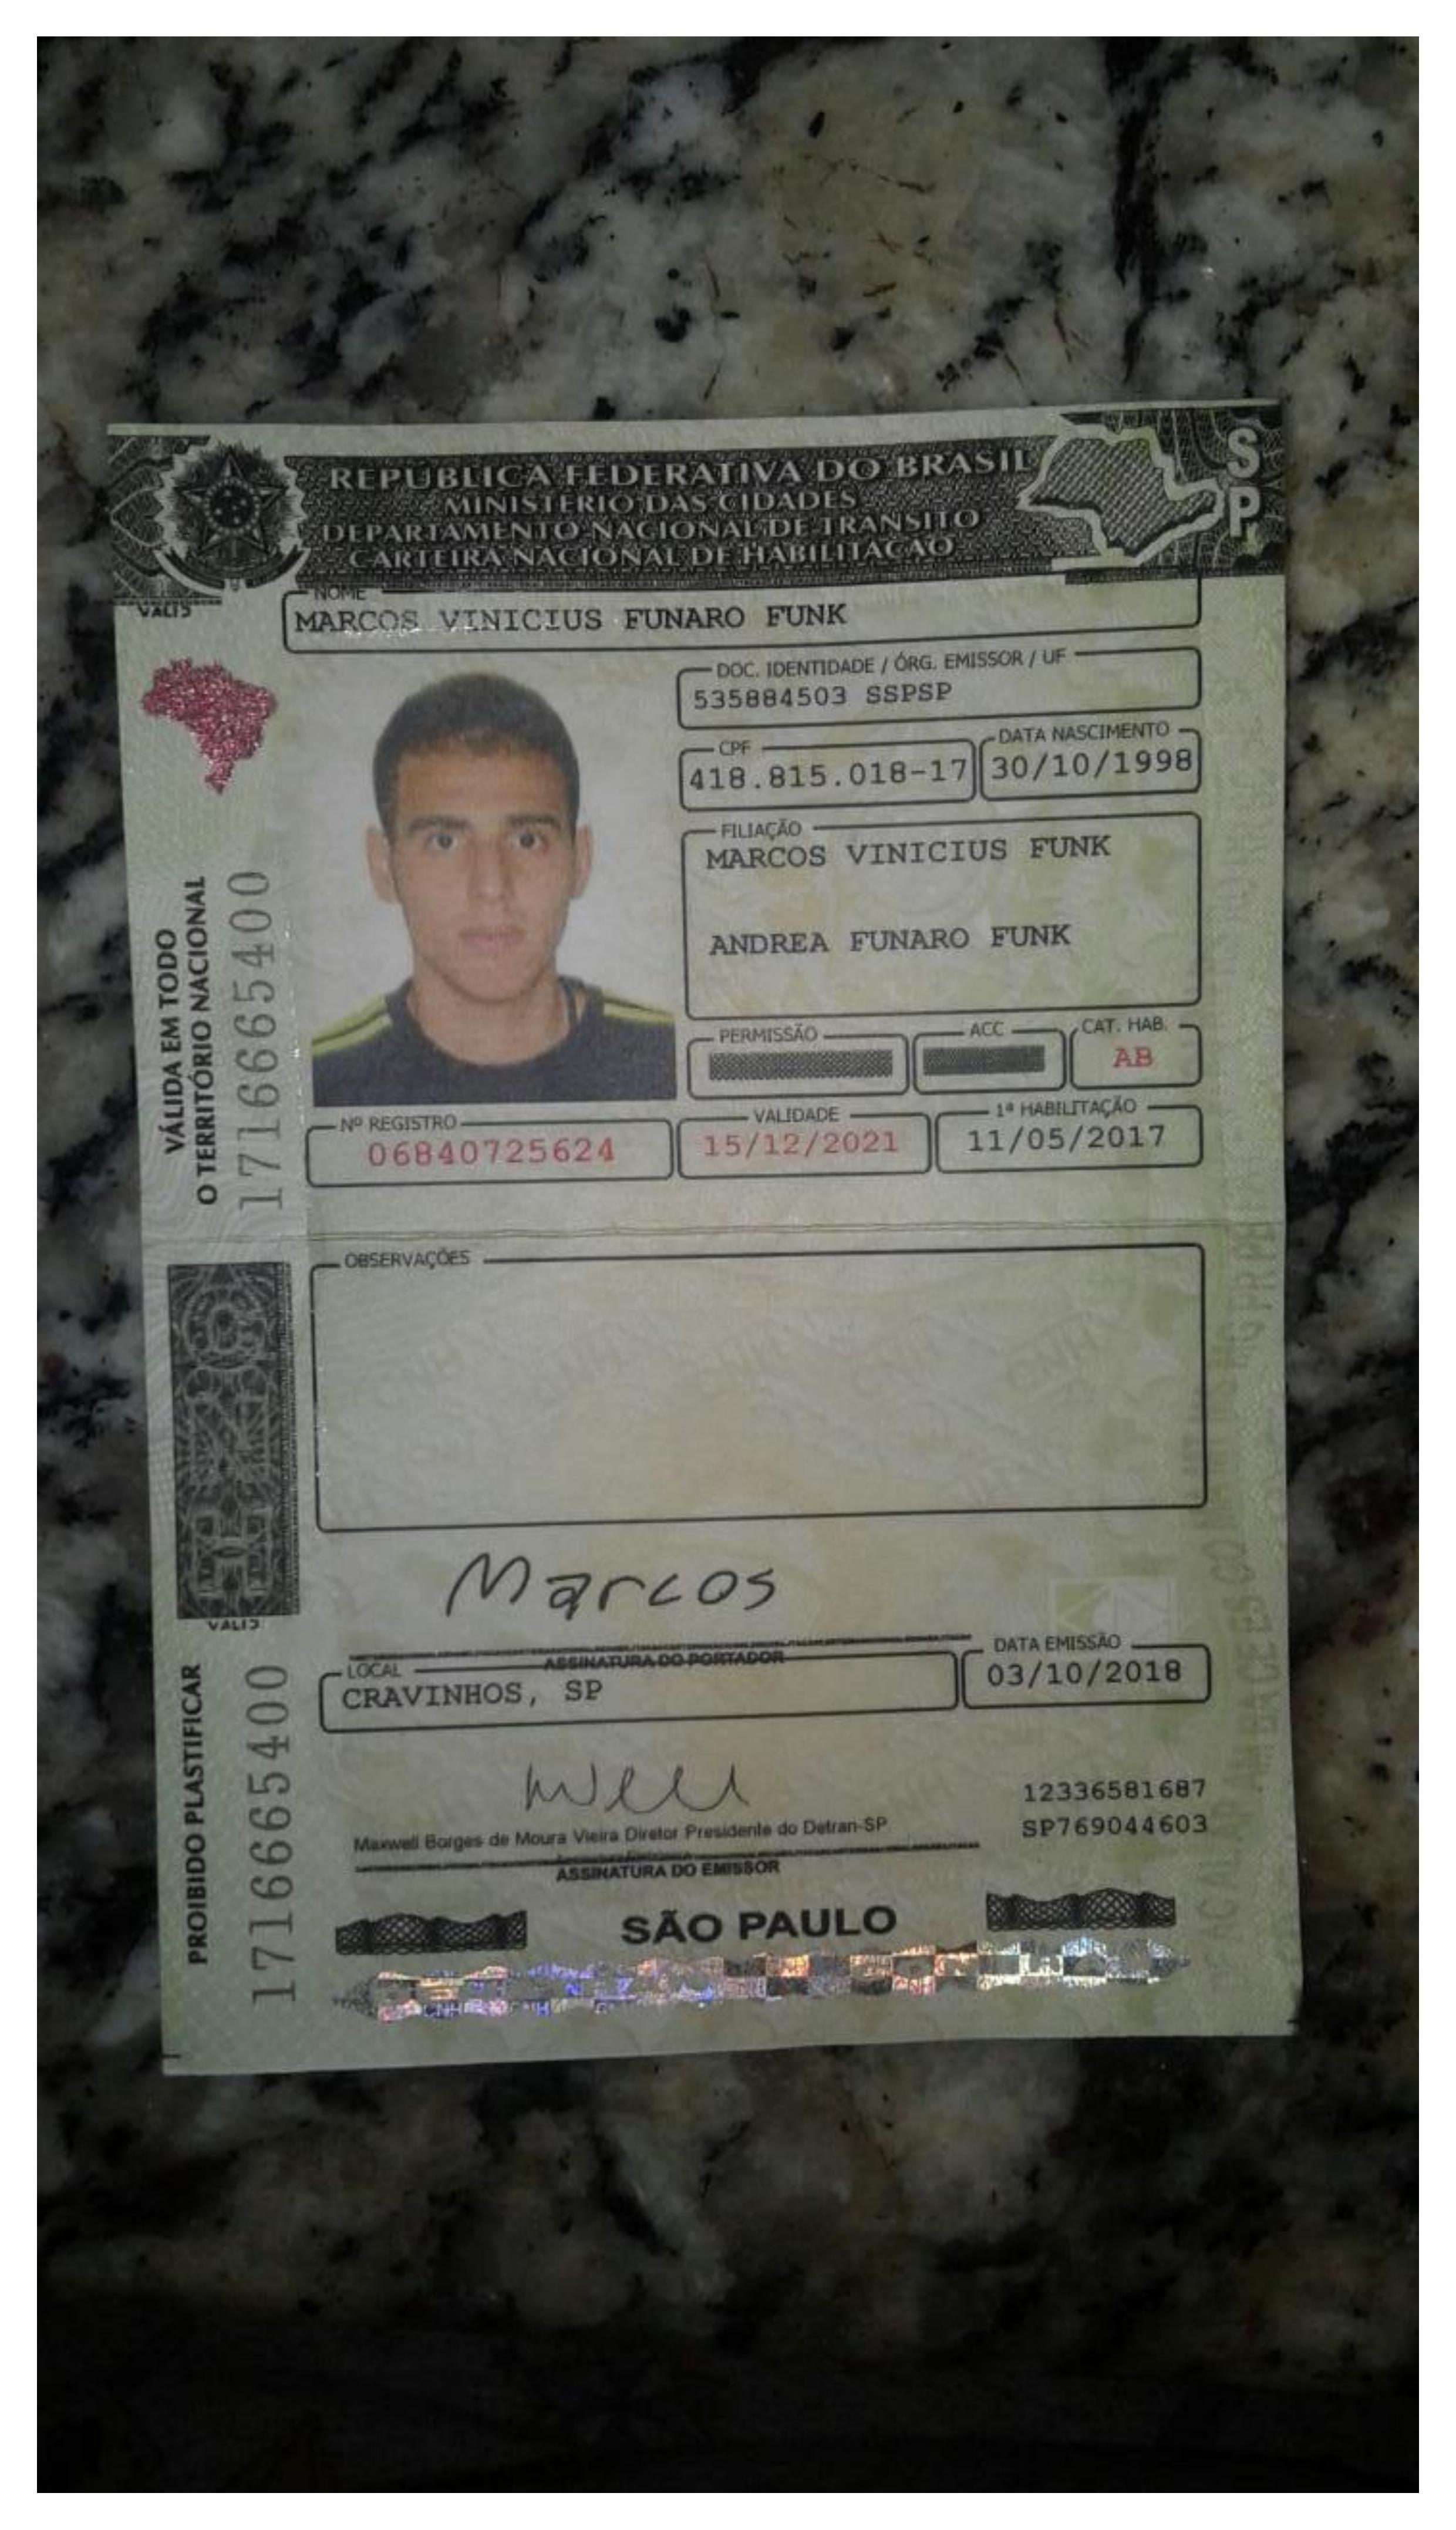 REPÚBLICA FEDERATIVA DO BRASIL
MINISTÉRIO DAS CIDADES
DEPARTAMENTO NACIONAL DE TRÂNSITO
CARTEIRA NACIONAL DE HABILITAÇÃO
SP
NOME
MARCOS VINICIUS FUNARO FUNK
DOC. IDENTIDADE / ÓRG. EMISSOR / UF
535884503 SSPSP
CPF
418.815.018-17
DATA NASCIMENTO
30/10/1998
FILIAÇÃO
MARCOS VINICIUS FUNK
ANDREA FUNARO FUNK
PERMISSÃO
ACC
CAT. HAB.
AB
Nº REGISTRO
06840725624
VALIDADE
15/12/2021
1ª HABILITAÇÃO
11/05/2017
VÁLIDA EM TODO
O TERRITÓRIO NACIONAL
1716665400
OBSERVAÇÕES
Marcos
ASSINATURA DO PORTADOR
LOCAL
CRAVINHOS, SP
DATA EMISSÃO
03/10/2018
12336581687
SP769044603
Maxwell Borges de Moura Vieira Diretor Presidente do Detran-SP
ASSINATURA DO EMISSOR
SÃO PAULO
PROIBIDO PLASTIFICAR
1716665400